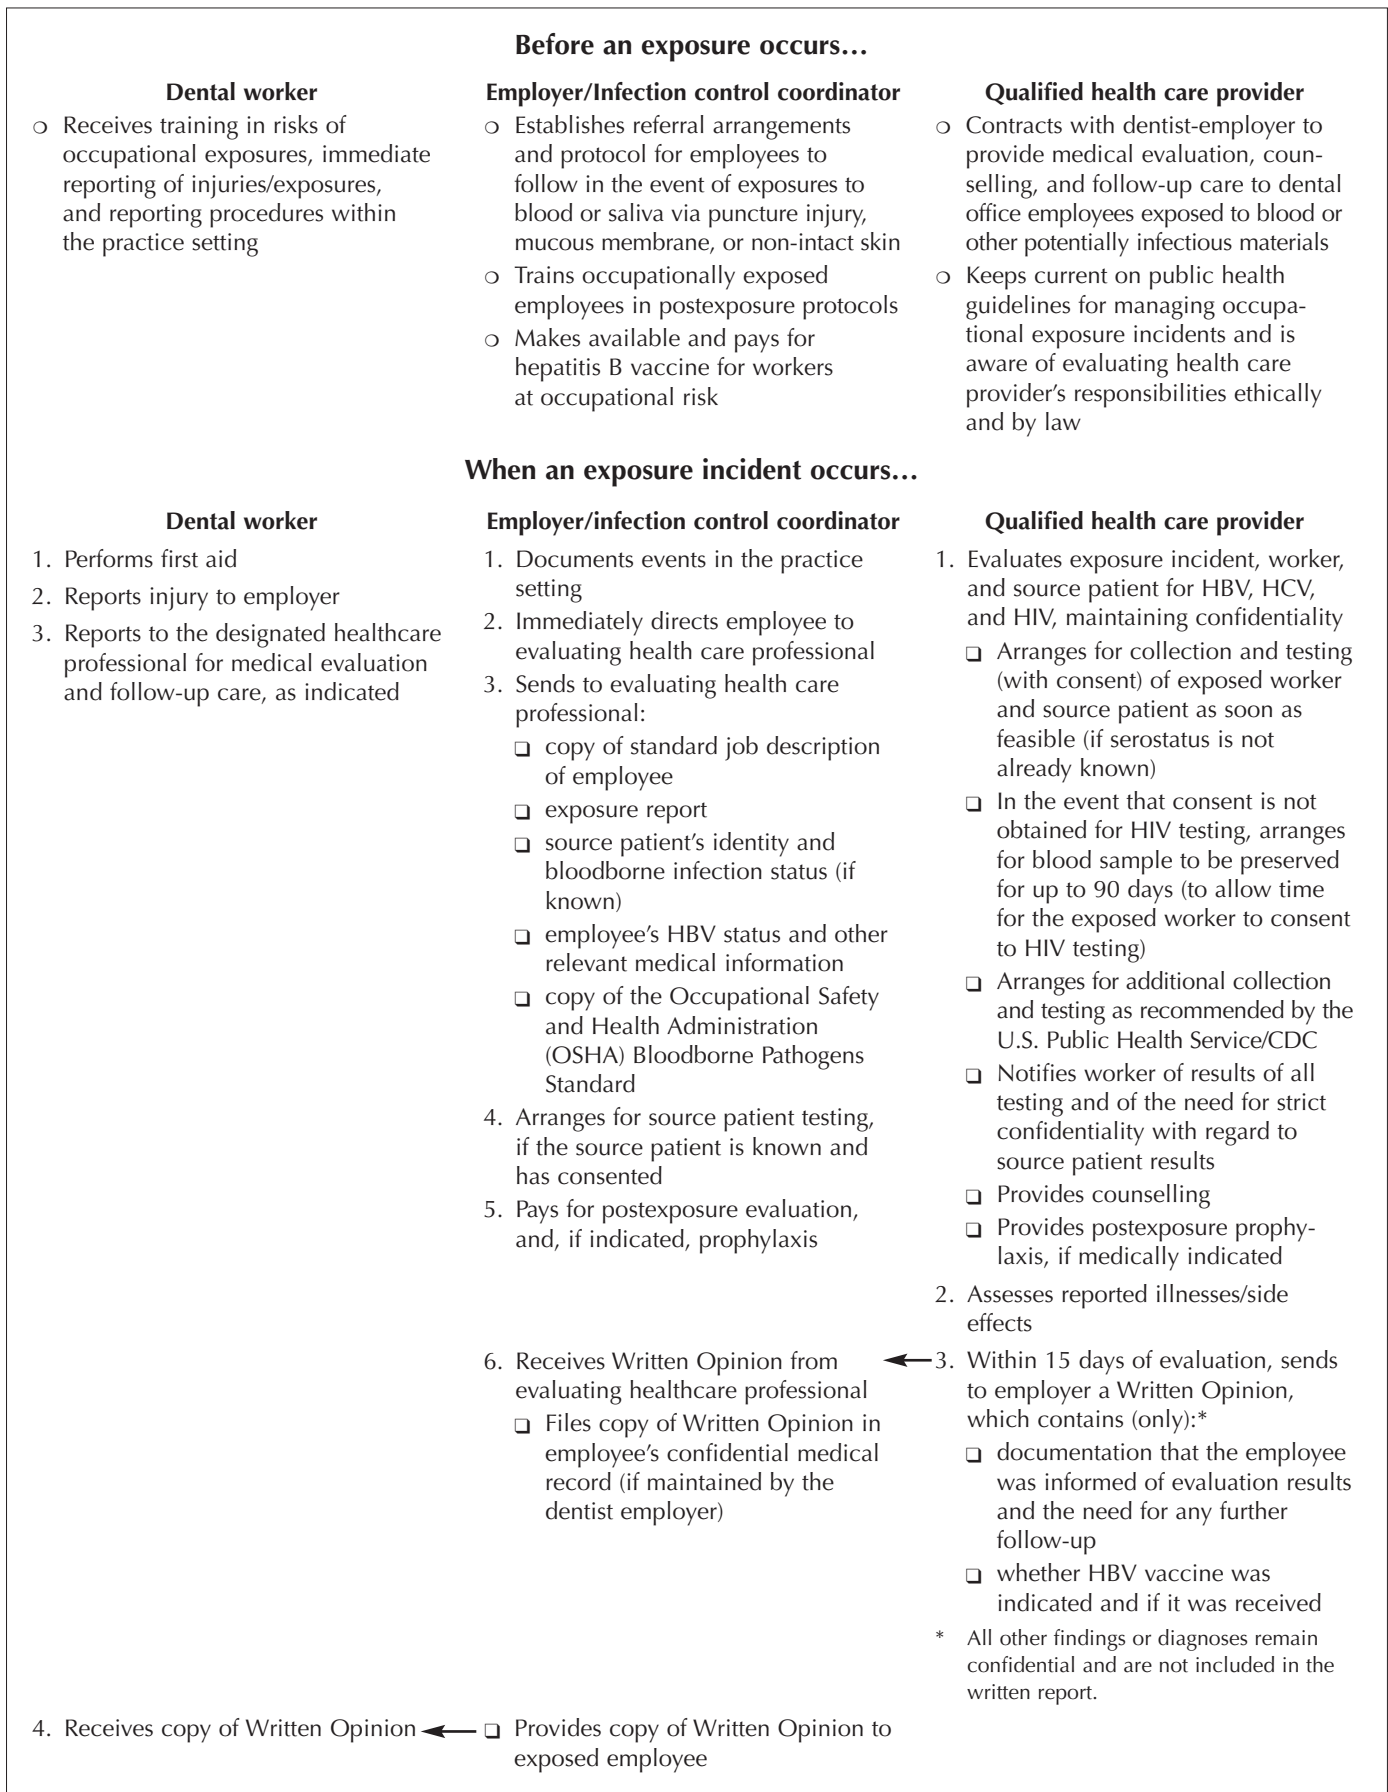 Before an exposure occurs…
Dental worker
❍ Receives training in risks of
occupational exposures, immediate
reporting of injuries/exposures,
and reporting procedures within
the practice setting
Employer/Infection control coordinator
❍ Establishes referral arrangements
and protocol for employees to
follow in the event of exposures to
blood or saliva via puncture injury,
mucous membrane, or non-intact skin
❍ Trains occupationally exposed
employees in postexposure protocols
❍ Makes available and pays for
hepatitis B vaccine for workers
at occupational risk
Qualified health care provider
❍ Contracts with dentist-employer to
provide medical evaluation, coun-
selling, and follow-up care to dental
office employees exposed to blood or
other potentially infectious materials
❍ Keeps current on public health
guidelines for managing occupa-
tional exposure incidents and is
aware of evaluating health care
provider's responsibilities ethically
and by law
When an exposure incident occurs…
Dental worker
1. Performs first aid
2. Reports injury to employer
3. Reports to the designated healthcare
professional for medical evaluation
and follow-up care, as indicated
Employer/infection control coordinator
1. Documents events in the practice
setting
2. Immediately directs employee to
evaluating health care professional
3. Sends to evaluating health care
professional:
❑ copy of standard job description
of employee
❑ exposure report
❑ source patient's identity and
bloodborne infection status (if
known)
❑ employee's HBV status and other
relevant medical information
❑ copy of the Occupational Safety
and Health Administration
(OSHA) Bloodborne Pathogens
Standard
4. Arranges for source patient testing,
if the source patient is known and
has consented
5. Pays for postexposure evaluation,
and, if indicated, prophylaxis
Qualified health care provider
1. Evaluates exposure incident, worker,
and source patient for HBV, HCV,
and HIV, maintaining confidentiality
❑ Arranges for collection and testing
(with consent) of exposed worker
and source patient as soon as
feasible (if serostatus is not
already known)
❑ In the event that consent is not
obtained for HIV testing, arranges
for blood sample to be preserved
for up to 90 days (to allow time
for the exposed worker to consent
to HIV testing)
❑ Arranges for additional collection
and testing as recommended by the
U.S. Public Health Service/CDC
❑ Notifies worker of results of all
testing and of the need for strict
confidentiality with regard to
source patient results
❑ Provides counselling
❑ Provides postexposure prophy-
laxis, if medically indicated
2. Assesses reported illnesses/side
effects
3. Within 15 days of evaluation, sends
to employer a Written Opinion,
which contains (only):*
❑ documentation that the employee
was informed of evaluation results
and the need for any further
follow-up
❑ whether HBV vaccine was
indicated and if it was received
* All other findings or diagnoses remain
confidential and are not included in the
written report.
6. Receives Written Opinion from
evaluating healthcare professional
❑ Files copy of Written Opinion in
employee's confidential medical
record (if maintained by the
dentist employer)
❑ Provides copy of Written Opinion to
exposed employee
4. Receives copy of Written Opinion